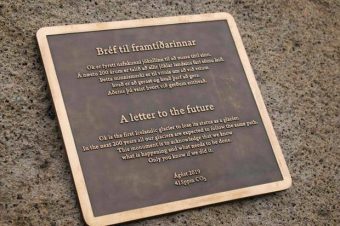 Bréf til framtíðarinnar
Ok er fyrsti nafnkunni jökullinn til að missa titil sinn.
Á næstu 200 árum er talið að allir jöklar landsins fari sömu leið.
Þetta minnismerki er til vitnis um að við vitum
hvað er að gerast og hvað þarf að gera.
Aðeins þú veist hvort við gerðum eitthvað.
A letter to the future
Ok is the first Icelandic glacier to lose its status as a glacier.
In the next 200 years all our glaciers are expected to follow the same path.
This monument is to acknowledge that we know
what is happening and what needs to be done.
Only you know if we did it.
Ágúst 2019
415ppm CO₂